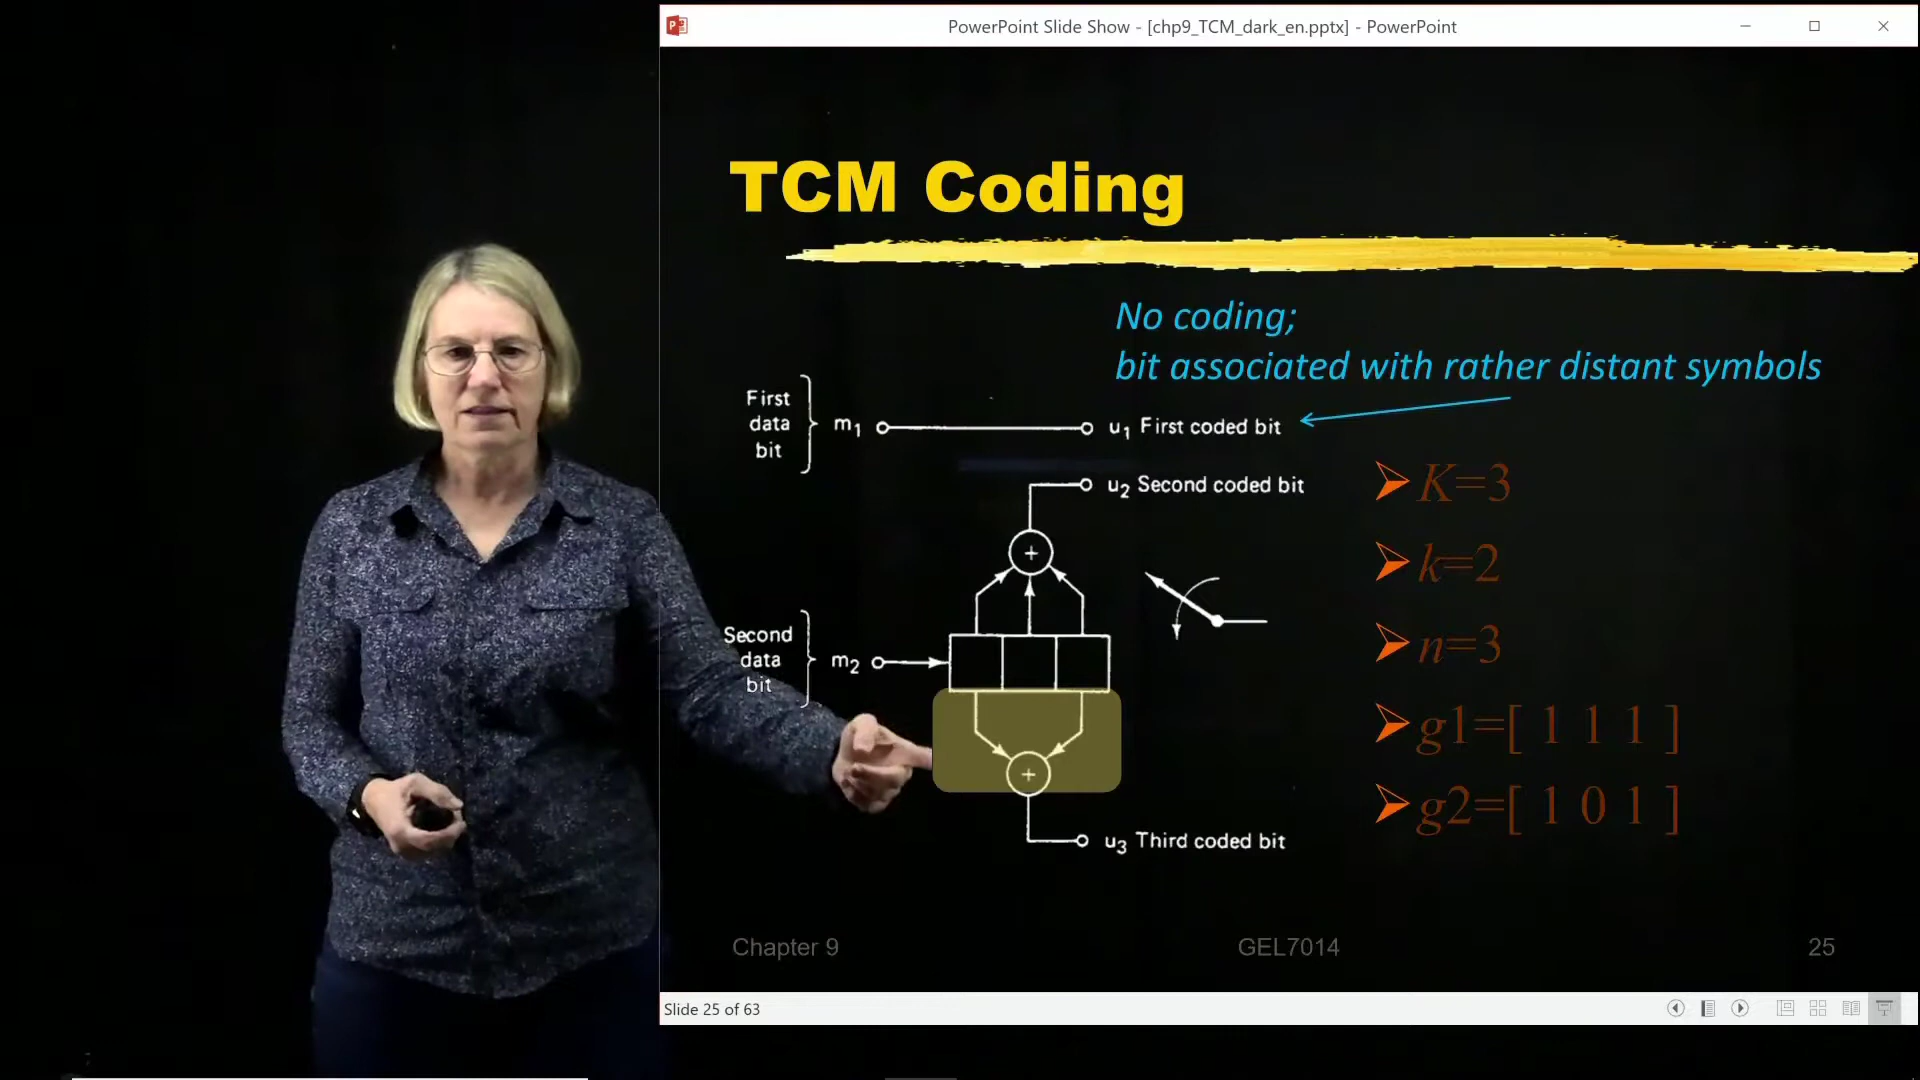 PowerPoint Slide Show - [chp9_TCM_dark_en.pptx] - PowerPoint
TCM Coding
No coding;
bit associated with rather distant symbols
First
data
bit
m1
u1 First coded bit
u2 Second coded bit
+
Second
data
bit
m2
+
u3 Third coded bit
K=3
k=2
n=3
g1=[ 1 1 1 ]
g2=[ 1 0 1 ]
Chapter 9
GEL7014
25
Slide 25 of 63